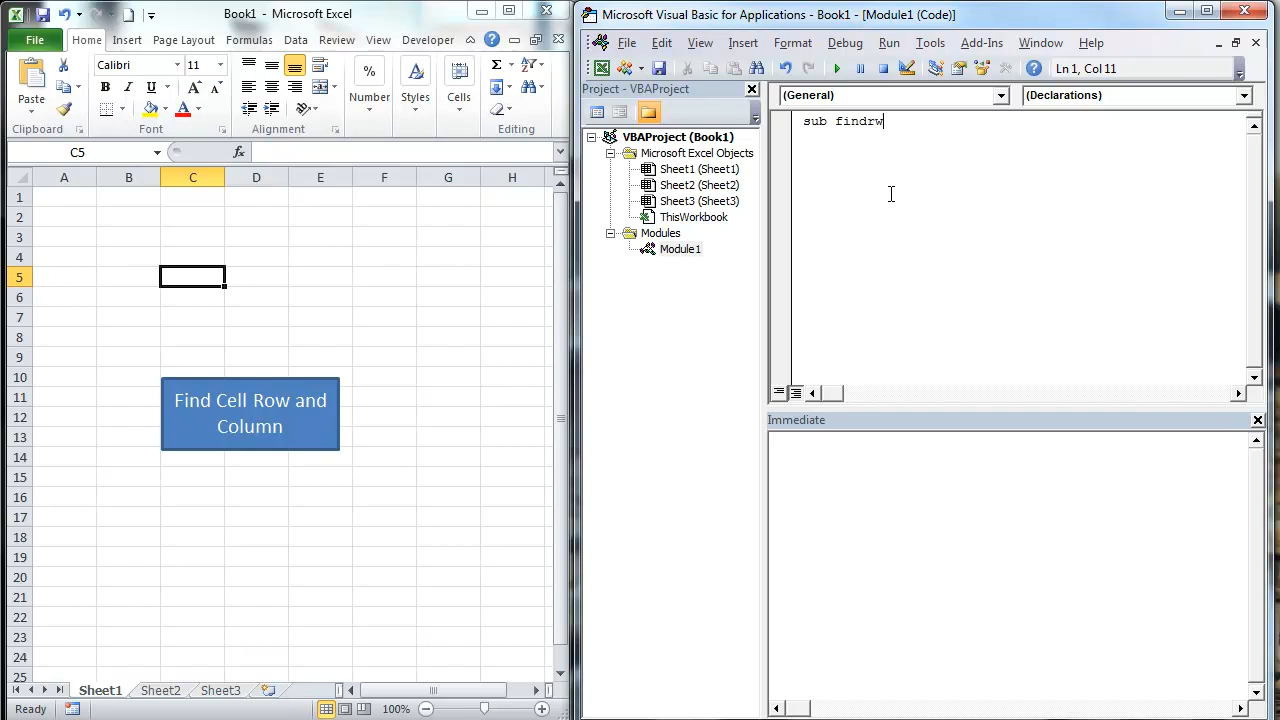 Book1 - Microsoft Excel
File Home Insert Page Layout Formulas Data Review View Developer
Calibri 11
B I U
A A
Paste
Number
Styles
Cells
Clipboard Font Editing
C5 fx
A B C D E F G H
1
2
3
4
5
6
7
8
9
10
11
12
13
14
15
16
17
18
19
20
21
22
23
24
25
Find Cell Row and
Column
Sheet1 Sheet2 Sheet3
Ready 100%
Microsoft Visual Basic for Applications - Book1 - [Module1 (Code)]
File Edit View Insert Format Debug Run Tools Add-Ins Window Help
Ln 1, Col 11
Project - VBAProject
VBAProject (Book1)
Microsoft Excel Objects
Sheet1 (Sheet1)
Sheet2 (Sheet2)
Sheet3 (Sheet3)
ThisWorkbook
Modules
Module1
(General) (Declarations)
sub findrw
Immediate